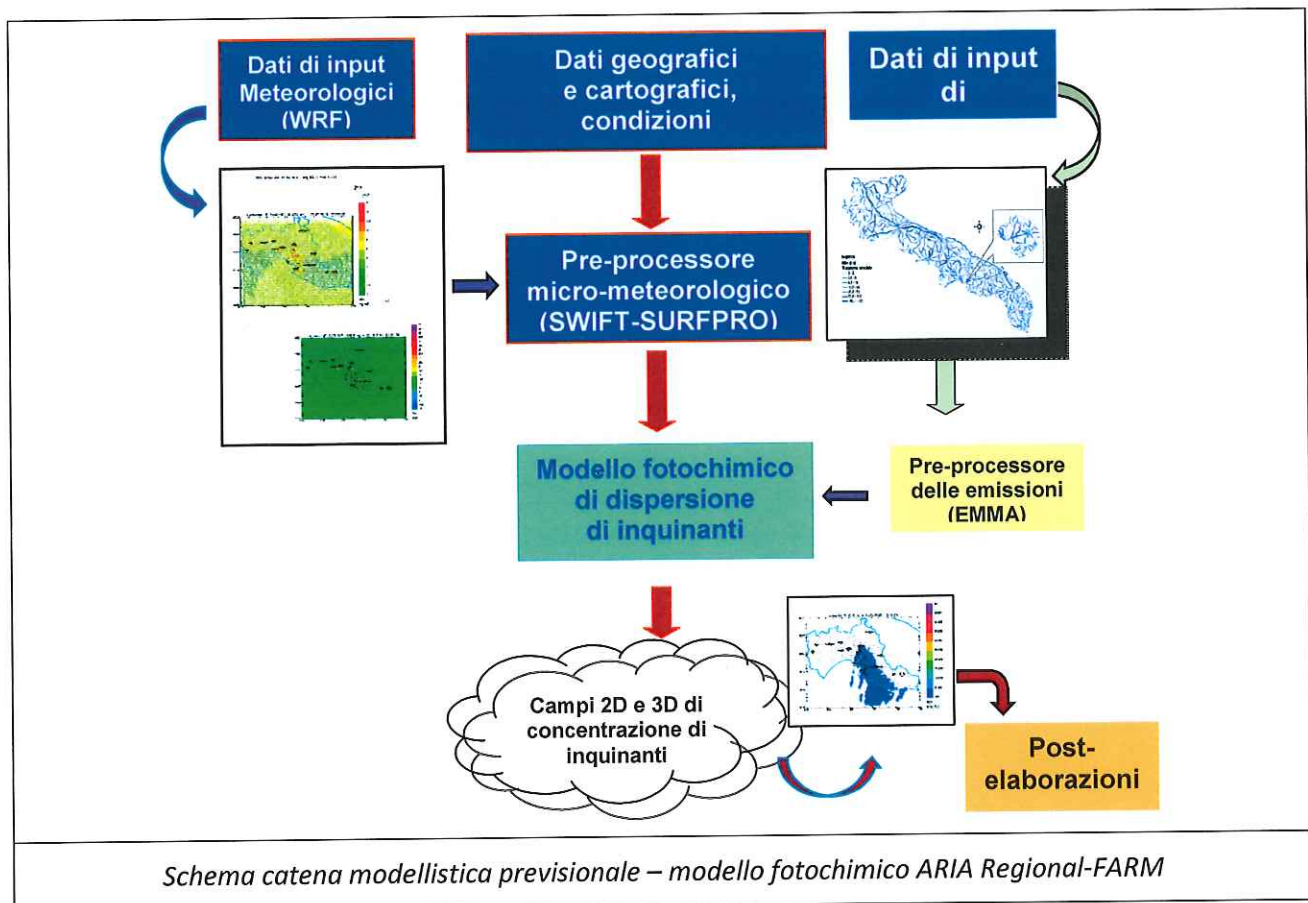 Dati di input
Meteorologici
(WRF)
Dati geografici
e cartografici,
condizioni
Dati di input
di
Pre-processore
micro-meteorologico
(SWIFT-SURFPRO)
Modello fotochimico
di dispersione
di inquinanti
Pre-processore
delle emissioni
(EMMA)
Campi 2D e 3D di
concentrazione di
inquinanti
Post-
elaborazioni
Schema catena modellistica previsionale – modello fotochimico ARIA Regional-FARM